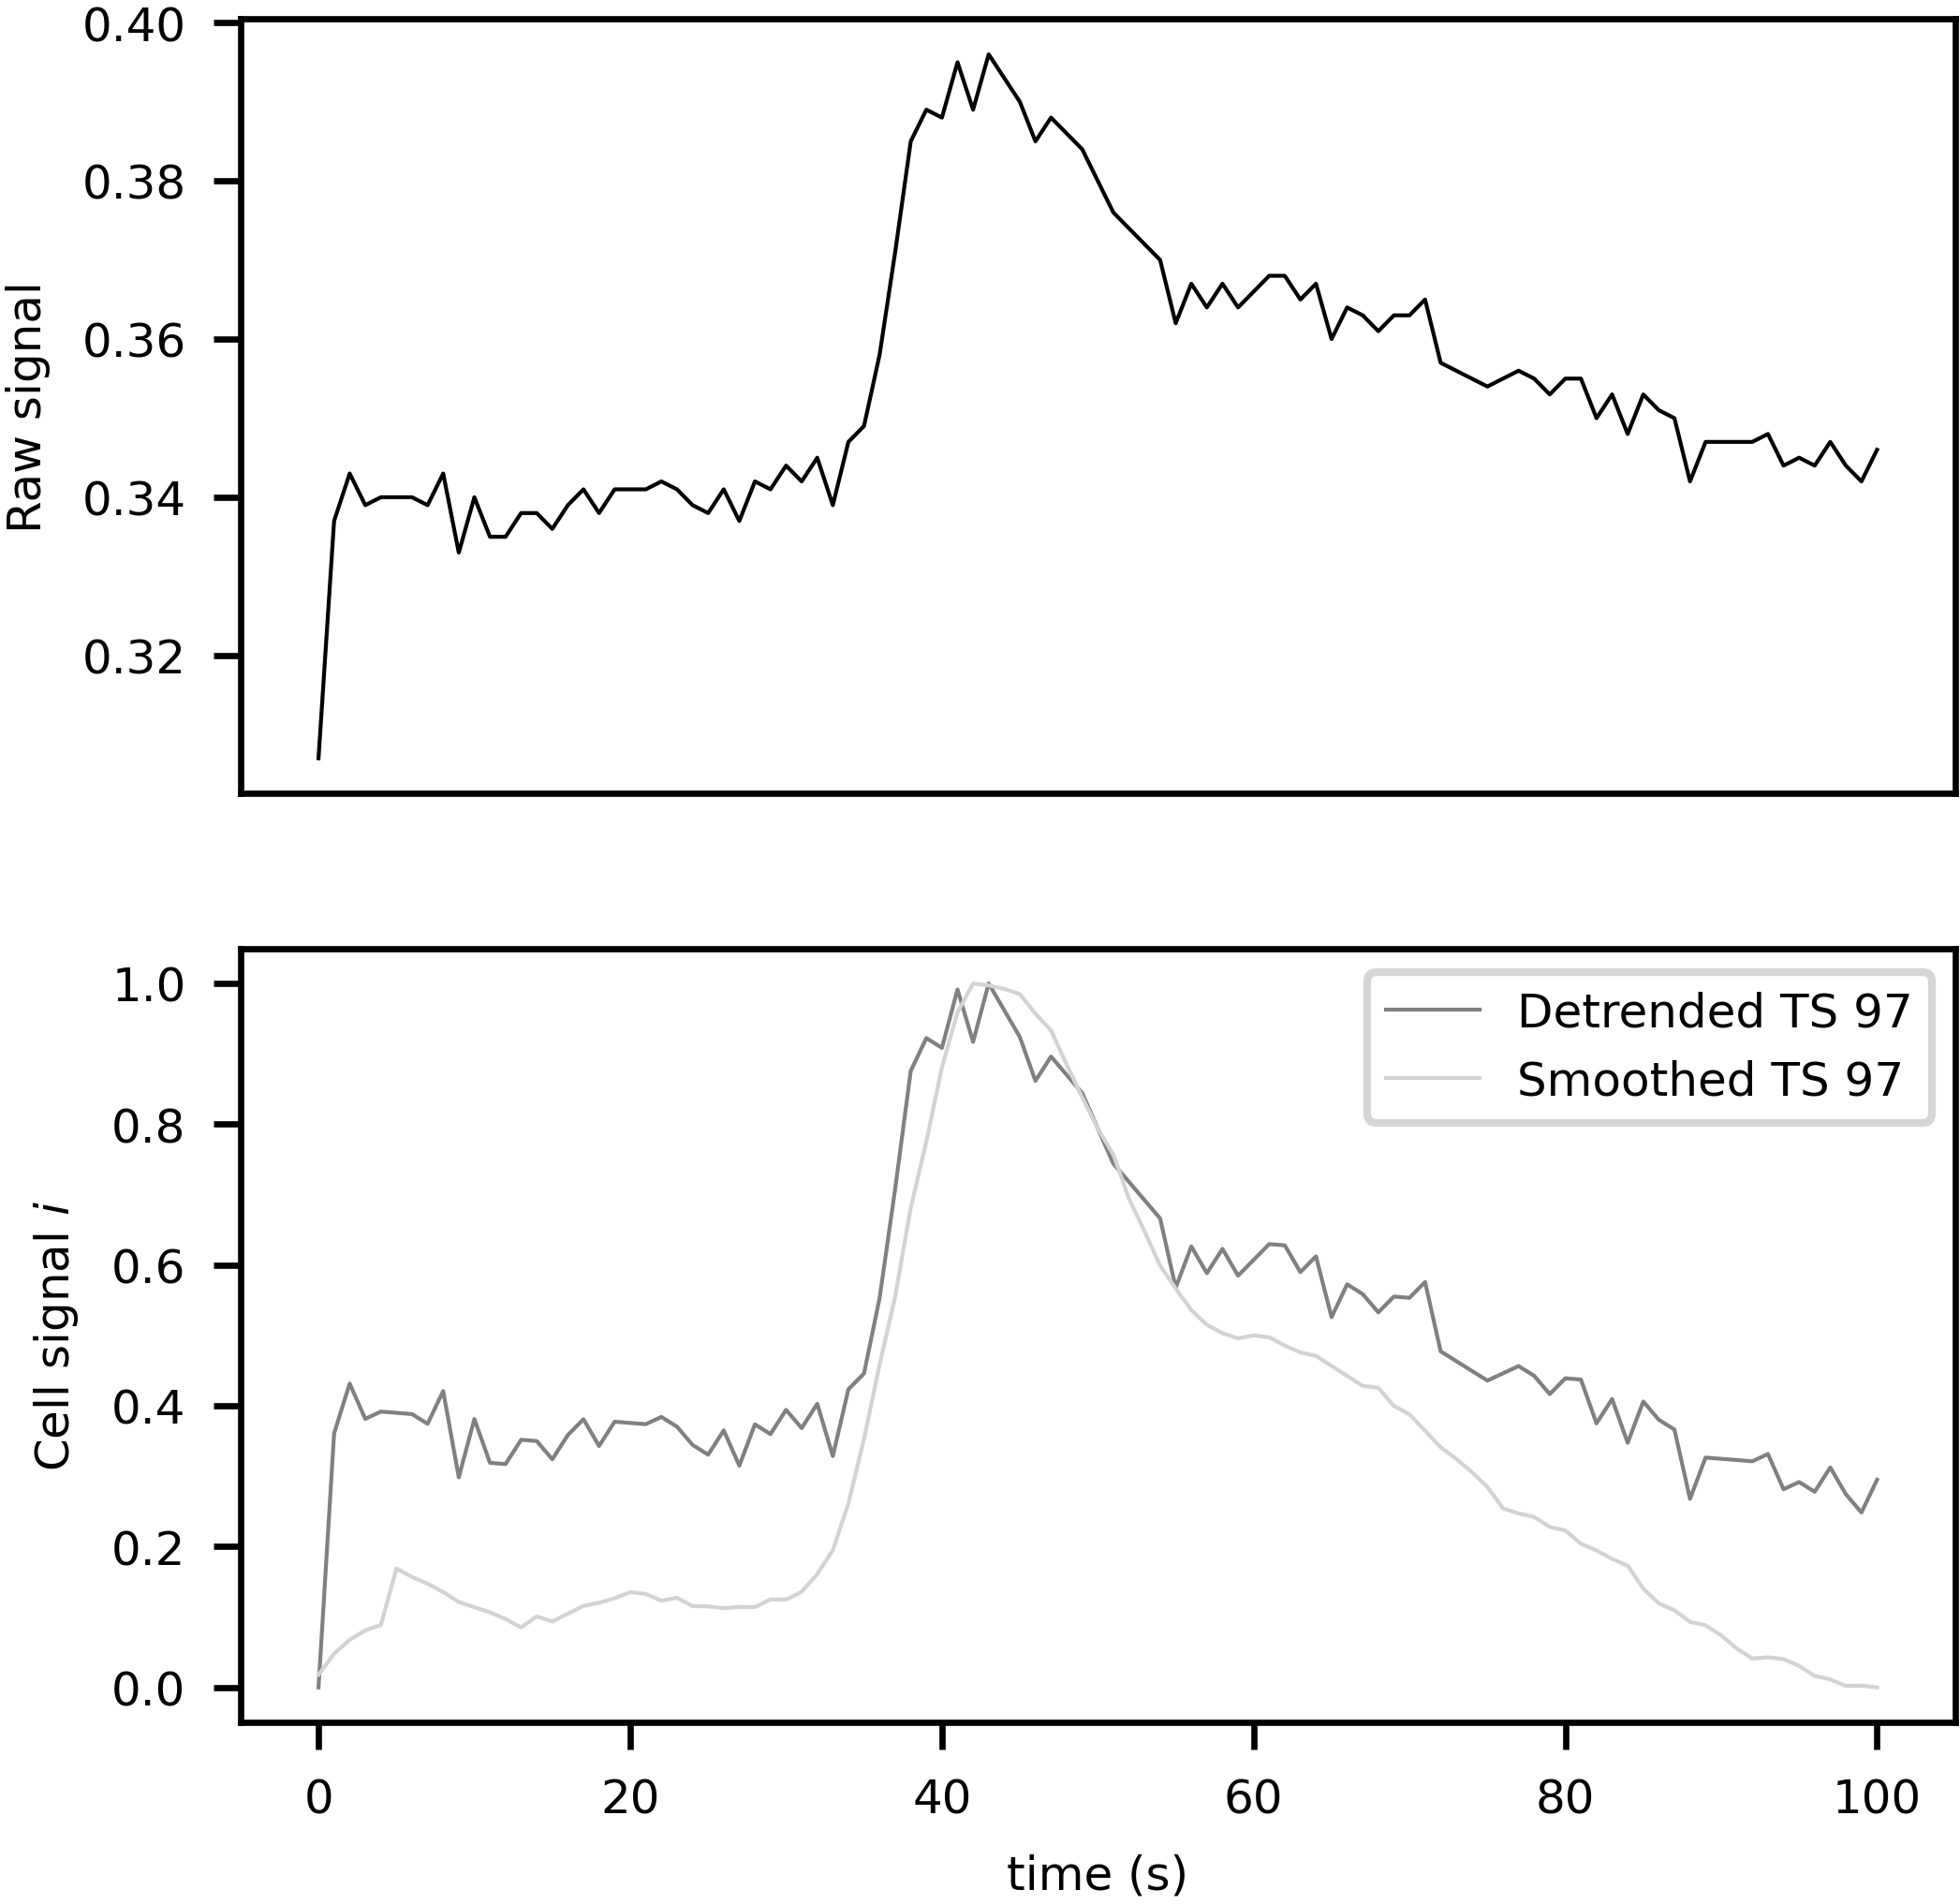 0.40
0.38
0.36
0.34
0.32
Raw signal
1.0
0.8
0.6
0.4
0.2
0.0
Cell signal i
Detrended TS 97
Smoothed TS 97
0 20 40 60 80 100
time (s)